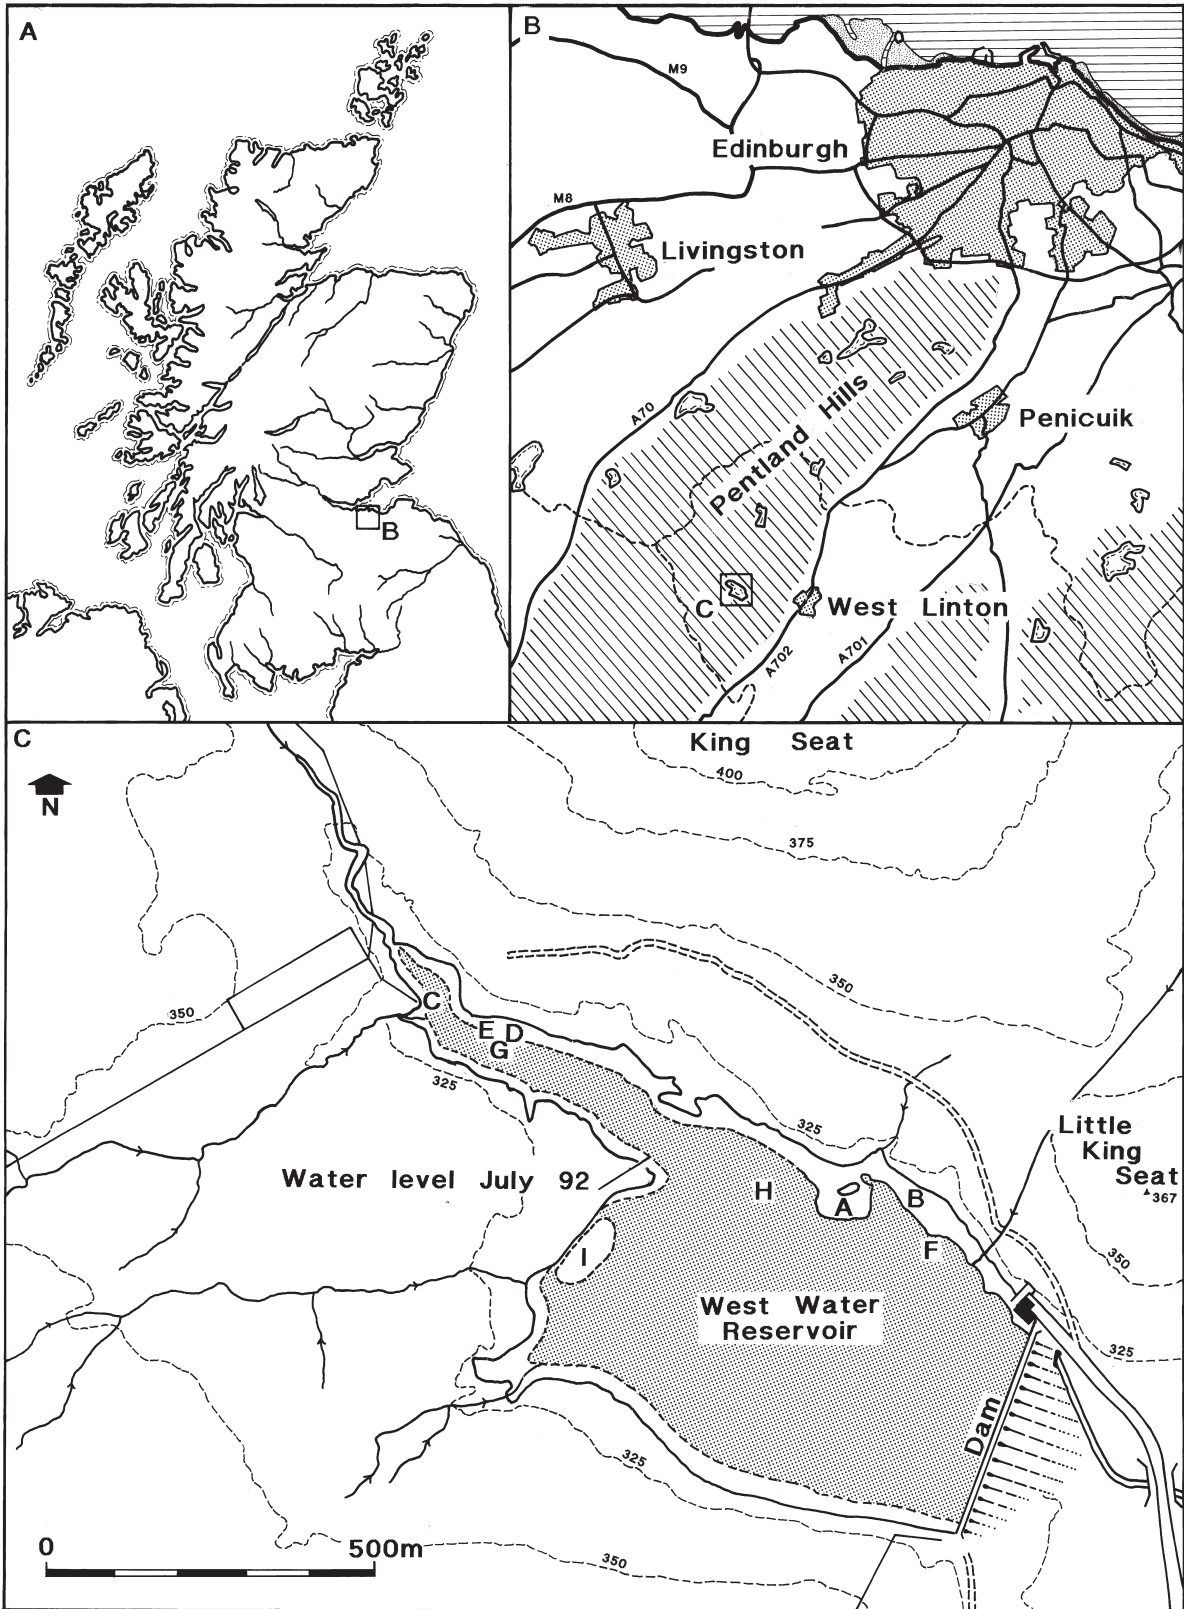 A
B
B
M9
Edinburgh
M8
Livingston
A70
Pentland Hills
Penicuik
C
West Linton
A702
A701
C
King Seat
400
N
375
350
350
C
E D
G
325
325
Little
King
Seat
367
Water level July 92
H
A
B
F
I
350
West Water
Reservoir
325
Dam
325
0
500m
350